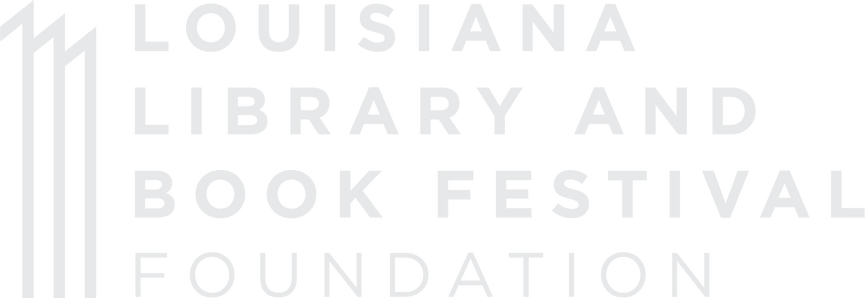 LOUISIANA
LIBRARY AND
BOOK FESTIVAL
FOUNDATION